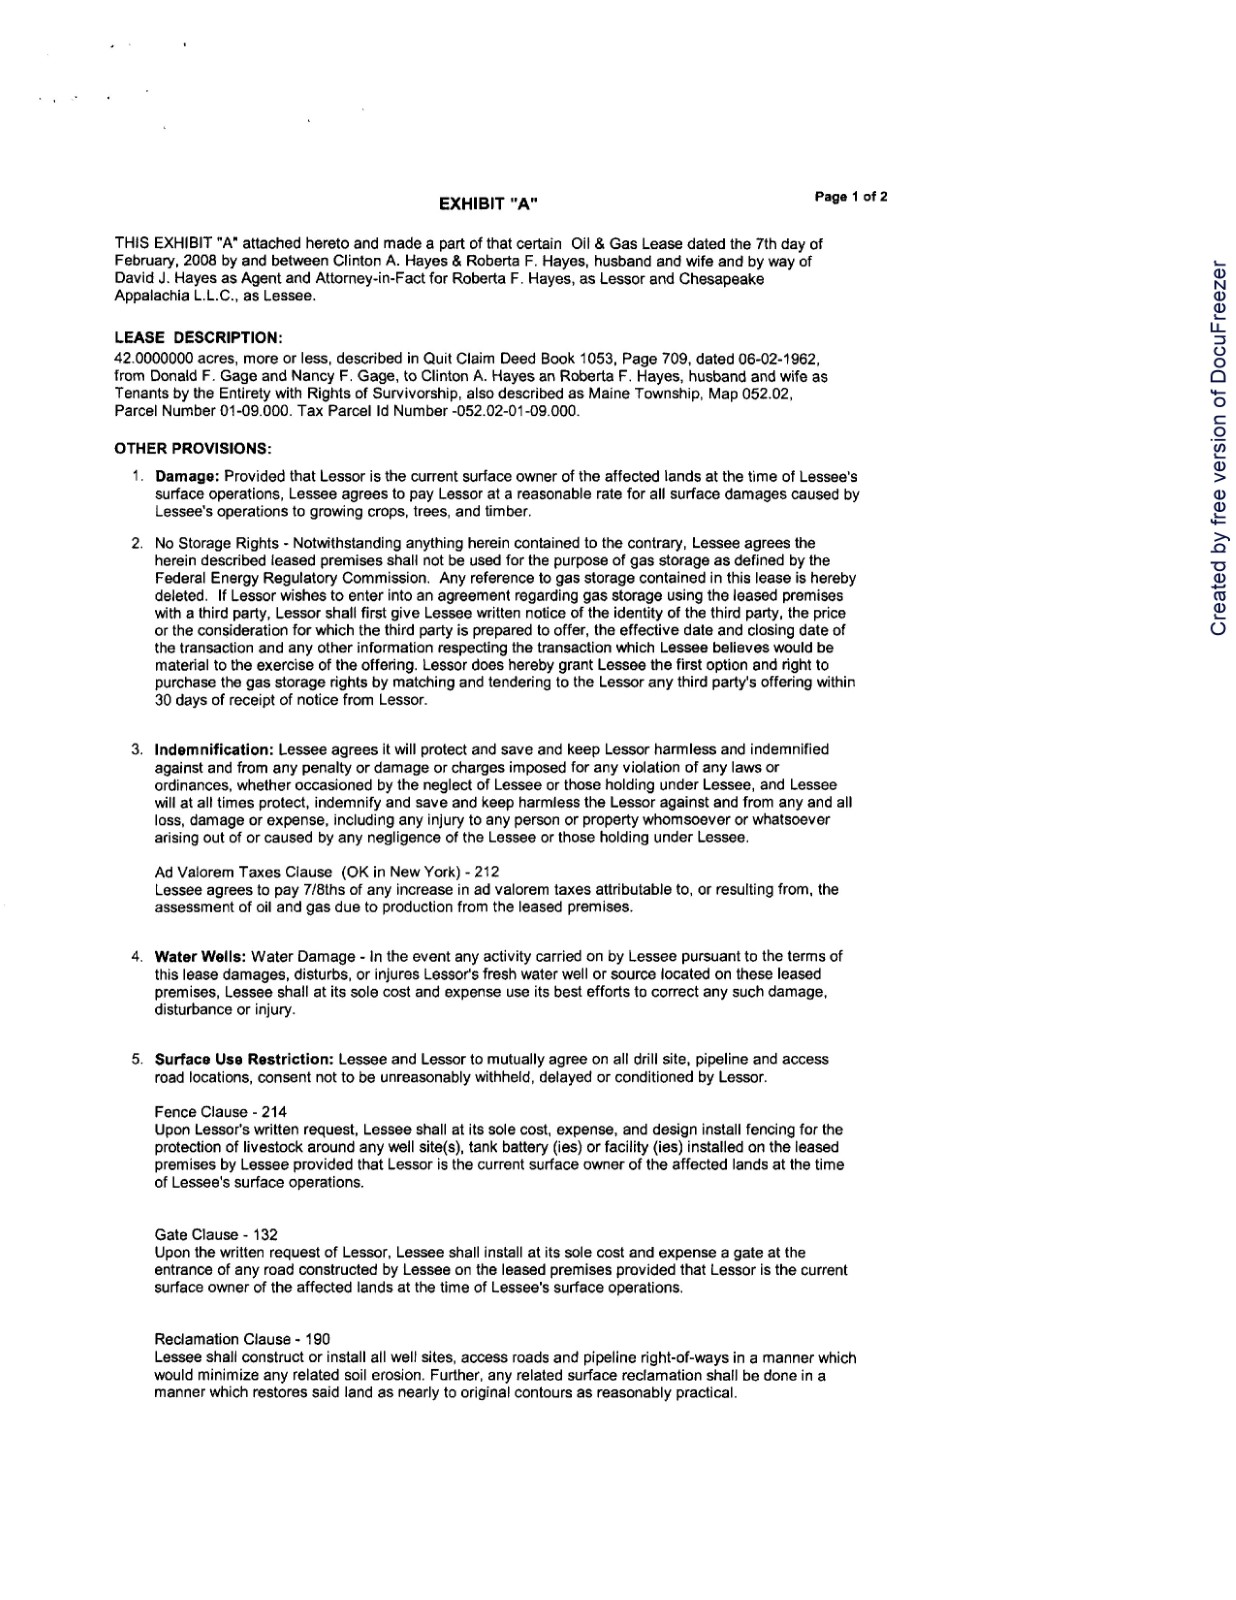 EXHIBIT "A"
Page 1 of 2
THIS EXHIBIT "A" attached hereto and made a part of that certain Oil & Gas Lease dated the 7th day of
February, 2008 by and between Clinton A. Hayes & Roberta F. Hayes, husband and wife and by way of
David J. Hayes as Agent and Attorney-in-Fact for Roberta F. Hayes, as Lessor and Chesapeake
Appalachia L.L.C., as Lessee.
LEASE DESCRIPTION:
42.0000000 acres, more or less, described in Quit Claim Deed Book 1053, Page 709, dated 06-02-1962,
from Donald F. Gage and Nancy F. Gage, to Clinton A. Hayes an Roberta F. Hayes, husband and wife as
Tenants by the Entirety with Rights of Survivorship, also described as Maine Township, Map 052.02,
Parcel Number 01-09.000. Tax Parcel Id Number -052.02-01-09.000.
OTHER PROVISIONS:
1. Damage: Provided that Lessor is the current surface owner of the affected lands at the time of Lessee's
surface operations, Lessee agrees to pay Lessor at a reasonable rate for all surface damages caused by
Lessee's operations to growing crops, trees, and timber.
2. No Storage Rights - Notwithstanding anything herein contained to the contrary, Lessee agrees the
herein described leased premises shall not be used for the purpose of gas storage as defined by the
Federal Energy Regulatory Commission. Any reference to gas storage contained in this lease is hereby
deleted. If Lessor wishes to enter into an agreement regarding gas storage using the leased premises
with a third party, Lessor shall first give Lessee written notice of the identity of the third party, the price
or the consideration for which the third party is prepared to offer, the effective date and closing date of
the transaction and any other information respecting the transaction which Lessee believes would be
material to the exercise of the offering. Lessor does hereby grant Lessee the first option and right to
purchase the gas storage rights by matching and tendering to the Lessor any third party's offering within
30 days of receipt of notice from Lessor.
3. Indemnification: Lessee agrees it will protect and save and keep Lessor harmless and indemnified
against and from any penalty or damage or charges imposed for any violation of any laws or
ordinances, whether occasioned by the neglect of Lessee or those holding under Lessee, and Lessee
will at all times protect, indemnify and save and keep harmless the Lessor against and from any and all
loss, damage or expense, including any injury to any person or property whomsoever or whatsoever
arising out of or caused by any negligence of the Lessee or those holding under Lessee.
Ad Valorem Taxes Clause (OK in New York) - 212
Lessee agrees to pay 7/8ths of any increase in ad valorem taxes attributable to, or resulting from, the
assessment of oil and gas due to production from the leased premises.
4. Water Wells: Water Damage - In the event any activity carried on by Lessee pursuant to the terms of
this lease damages, disturbs, or injures Lessor's fresh water well or source located on these leased
premises, Lessee shall at its sole cost and expense use its best efforts to correct any such damage,
disturbance or injury.
5. Surface Use Restriction: Lessee and Lessor to mutually agree on all drill site, pipeline and access
road locations, consent not to be unreasonably withheld, delayed or conditioned by Lessor.
Fence Clause - 214
Upon Lessor's written request, Lessee shall at its sole cost, expense, and design install fencing for the
protection of livestock around any well site(s), tank battery (ies) or facility (ies) installed on the leased
premises by Lessee provided that Lessor is the current surface owner of the affected lands at the time
of Lessee's surface operations.
Gate Clause - 132
Upon the written request of Lessor, Lessee shall install at its sole cost and expense a gate at the
entrance of any road constructed by Lessee on the leased premises provided that Lessor is the current
surface owner of the affected lands at the time of Lessee's surface operations.
Reclamation Clause - 190
Lessee shall construct or install all well sites, access roads and pipeline right-of-ways in a manner which
would minimize any related soil erosion. Further, any related surface reclamation shall be done in a
manner which restores said land as nearly to original contours as reasonably practical.
Created by free version of DocuFreezer